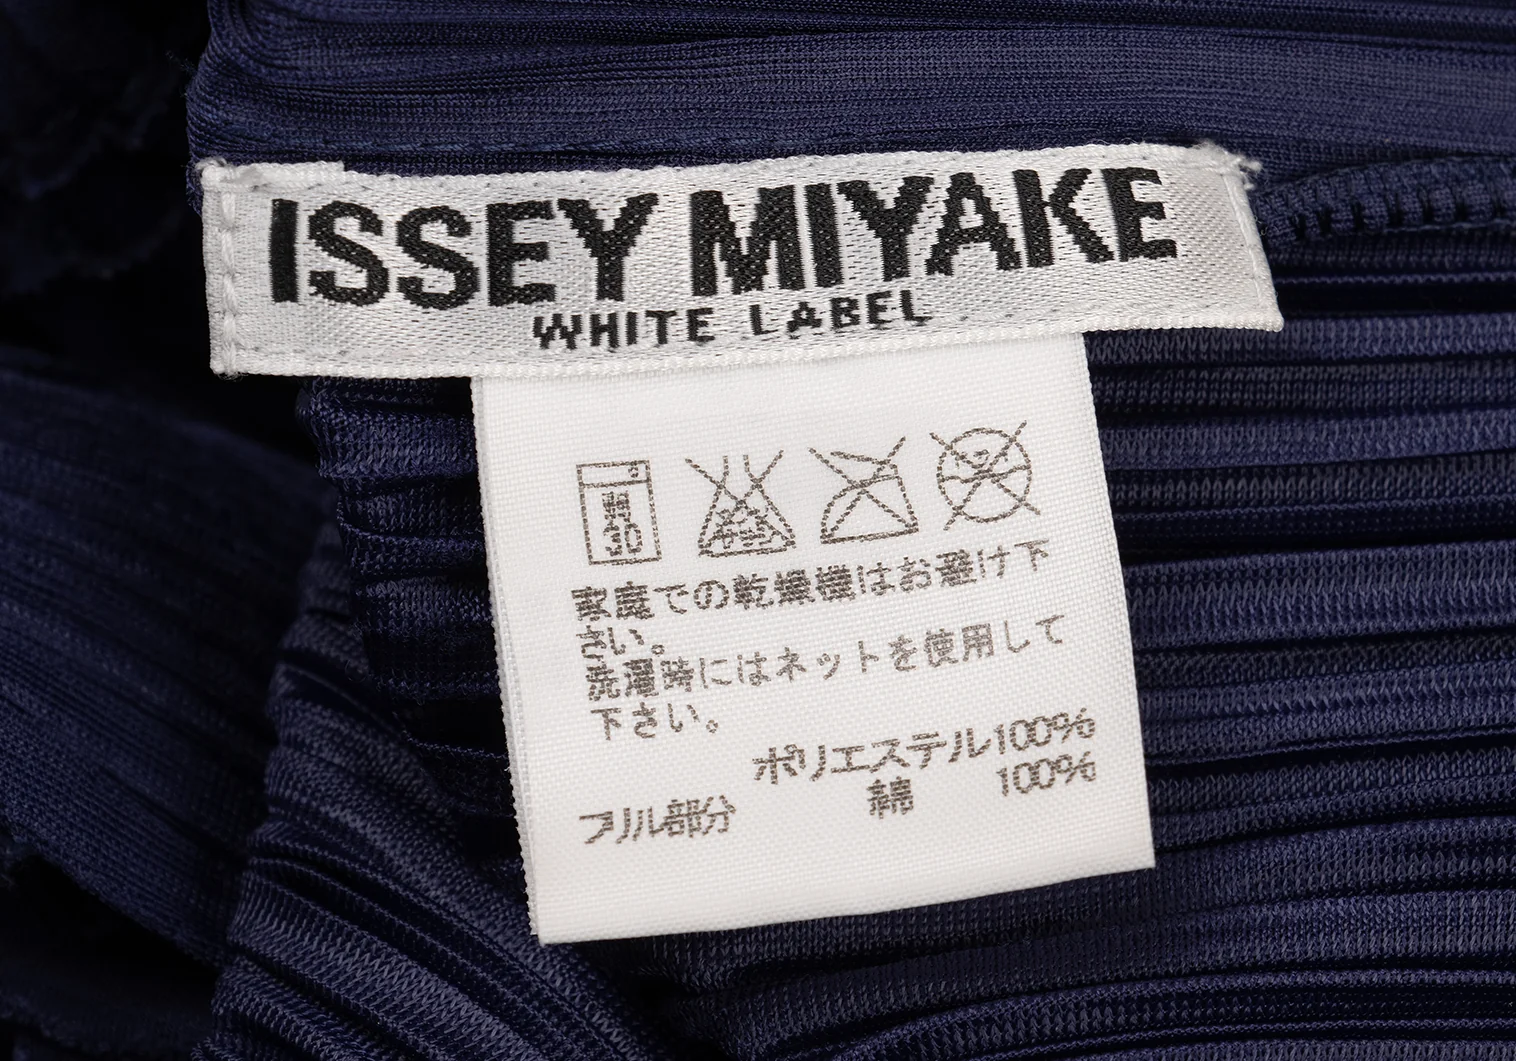 ISSEY MIYAKE
WHITE LABEL
弱
30
家庭での乾燥機はお避け下
さい。
洗濯時にはネットを使用して
下さい。
ポリエステル100%
フリル部分 綿 100%